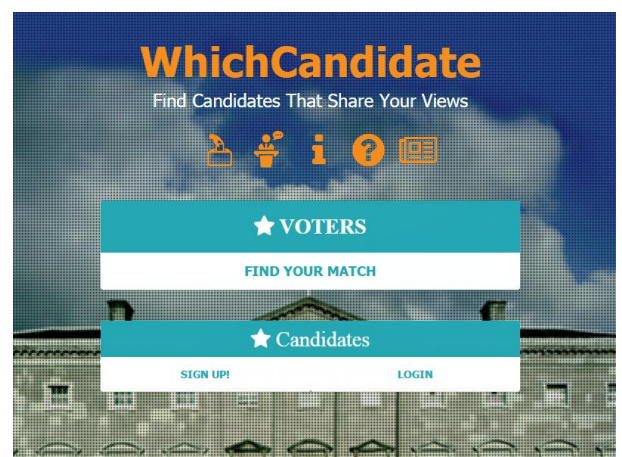 WhichCandidate
Find Candidates That Share Your Views
VOTERS
FIND YOUR MATCH
Candidates
SIGN UP!
LOGIN